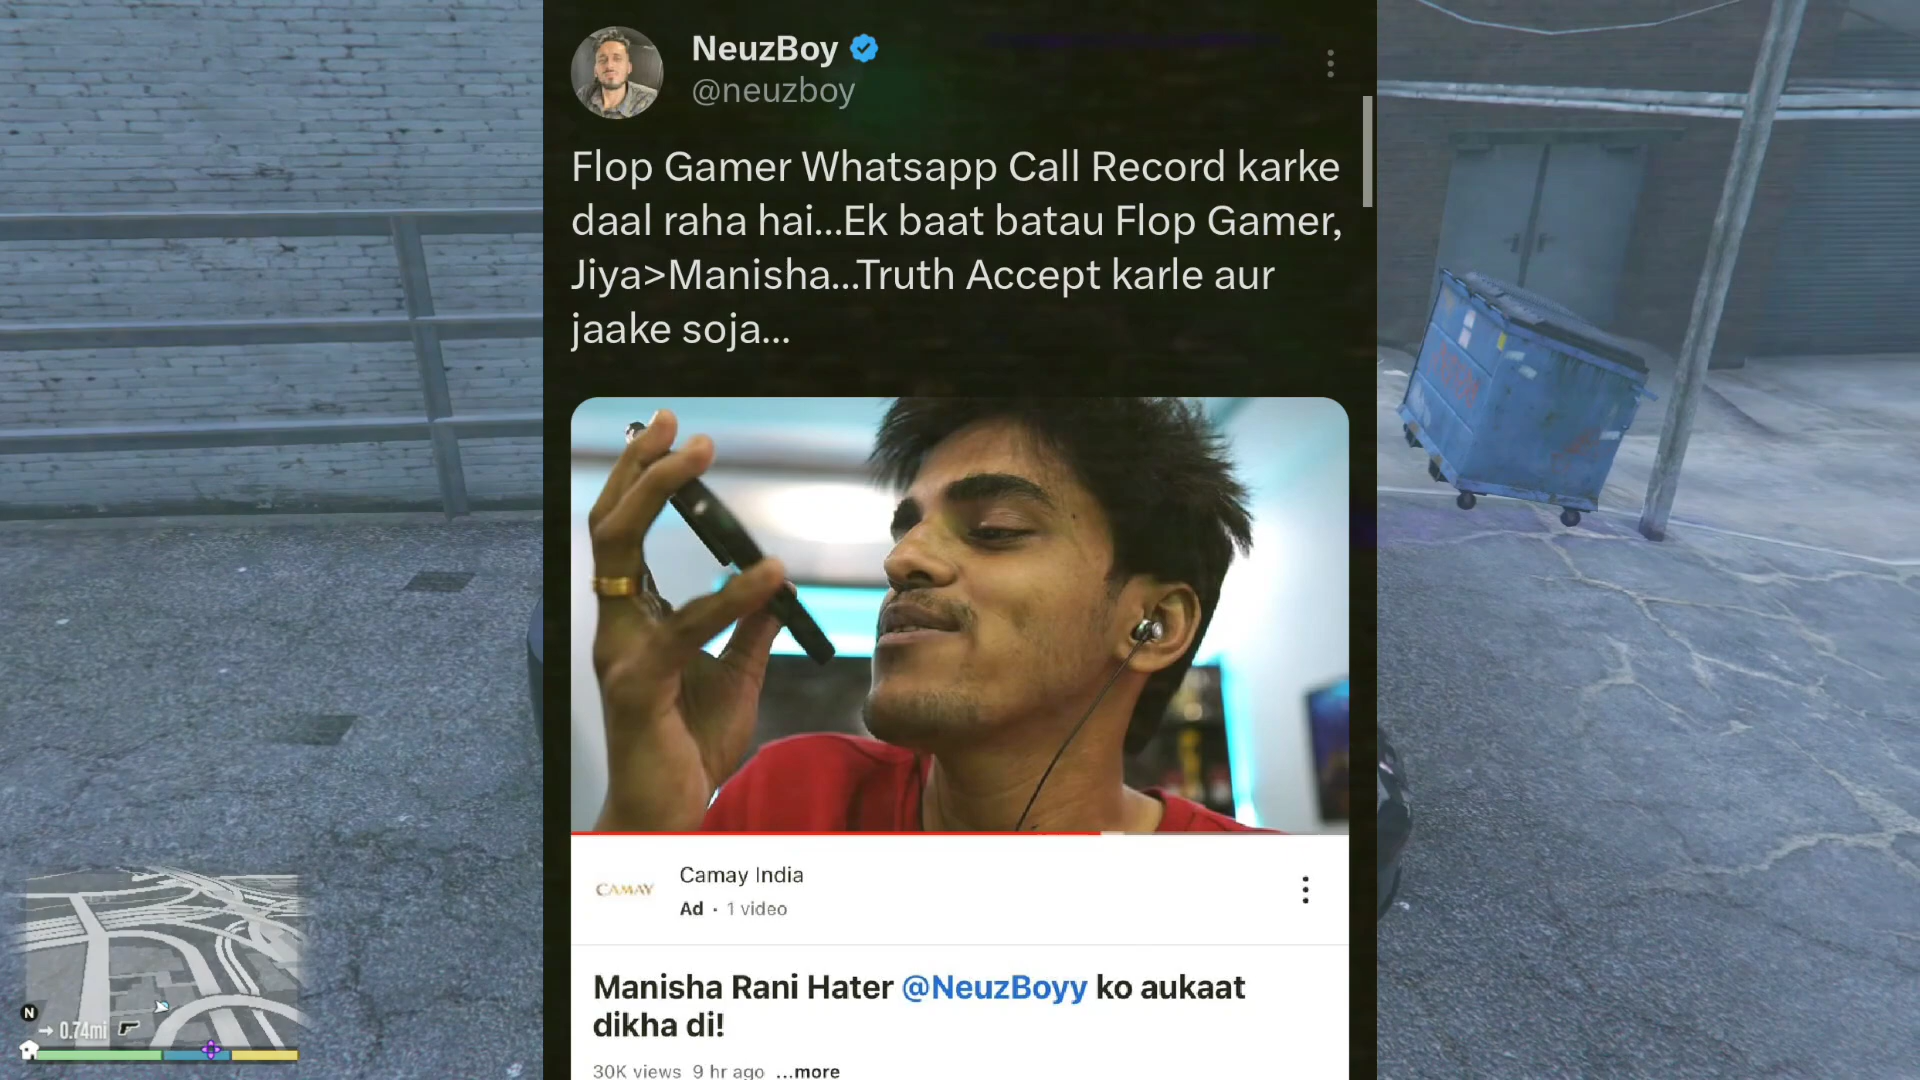 NeuzBoy
@neuzboy
Flop Gamer Whatsapp Call Record karke
daal raha hai...Ek baat batau Flop Gamer,
Jiya>Manisha...Truth Accept karle aur
jaake soja...
CAMAY
Camay India
Ad · 1 video
Manisha Rani Hater @NeuzBoyy ko aukaat
dikha di!
30K views 9 hr ago ...more
N
0.74mi